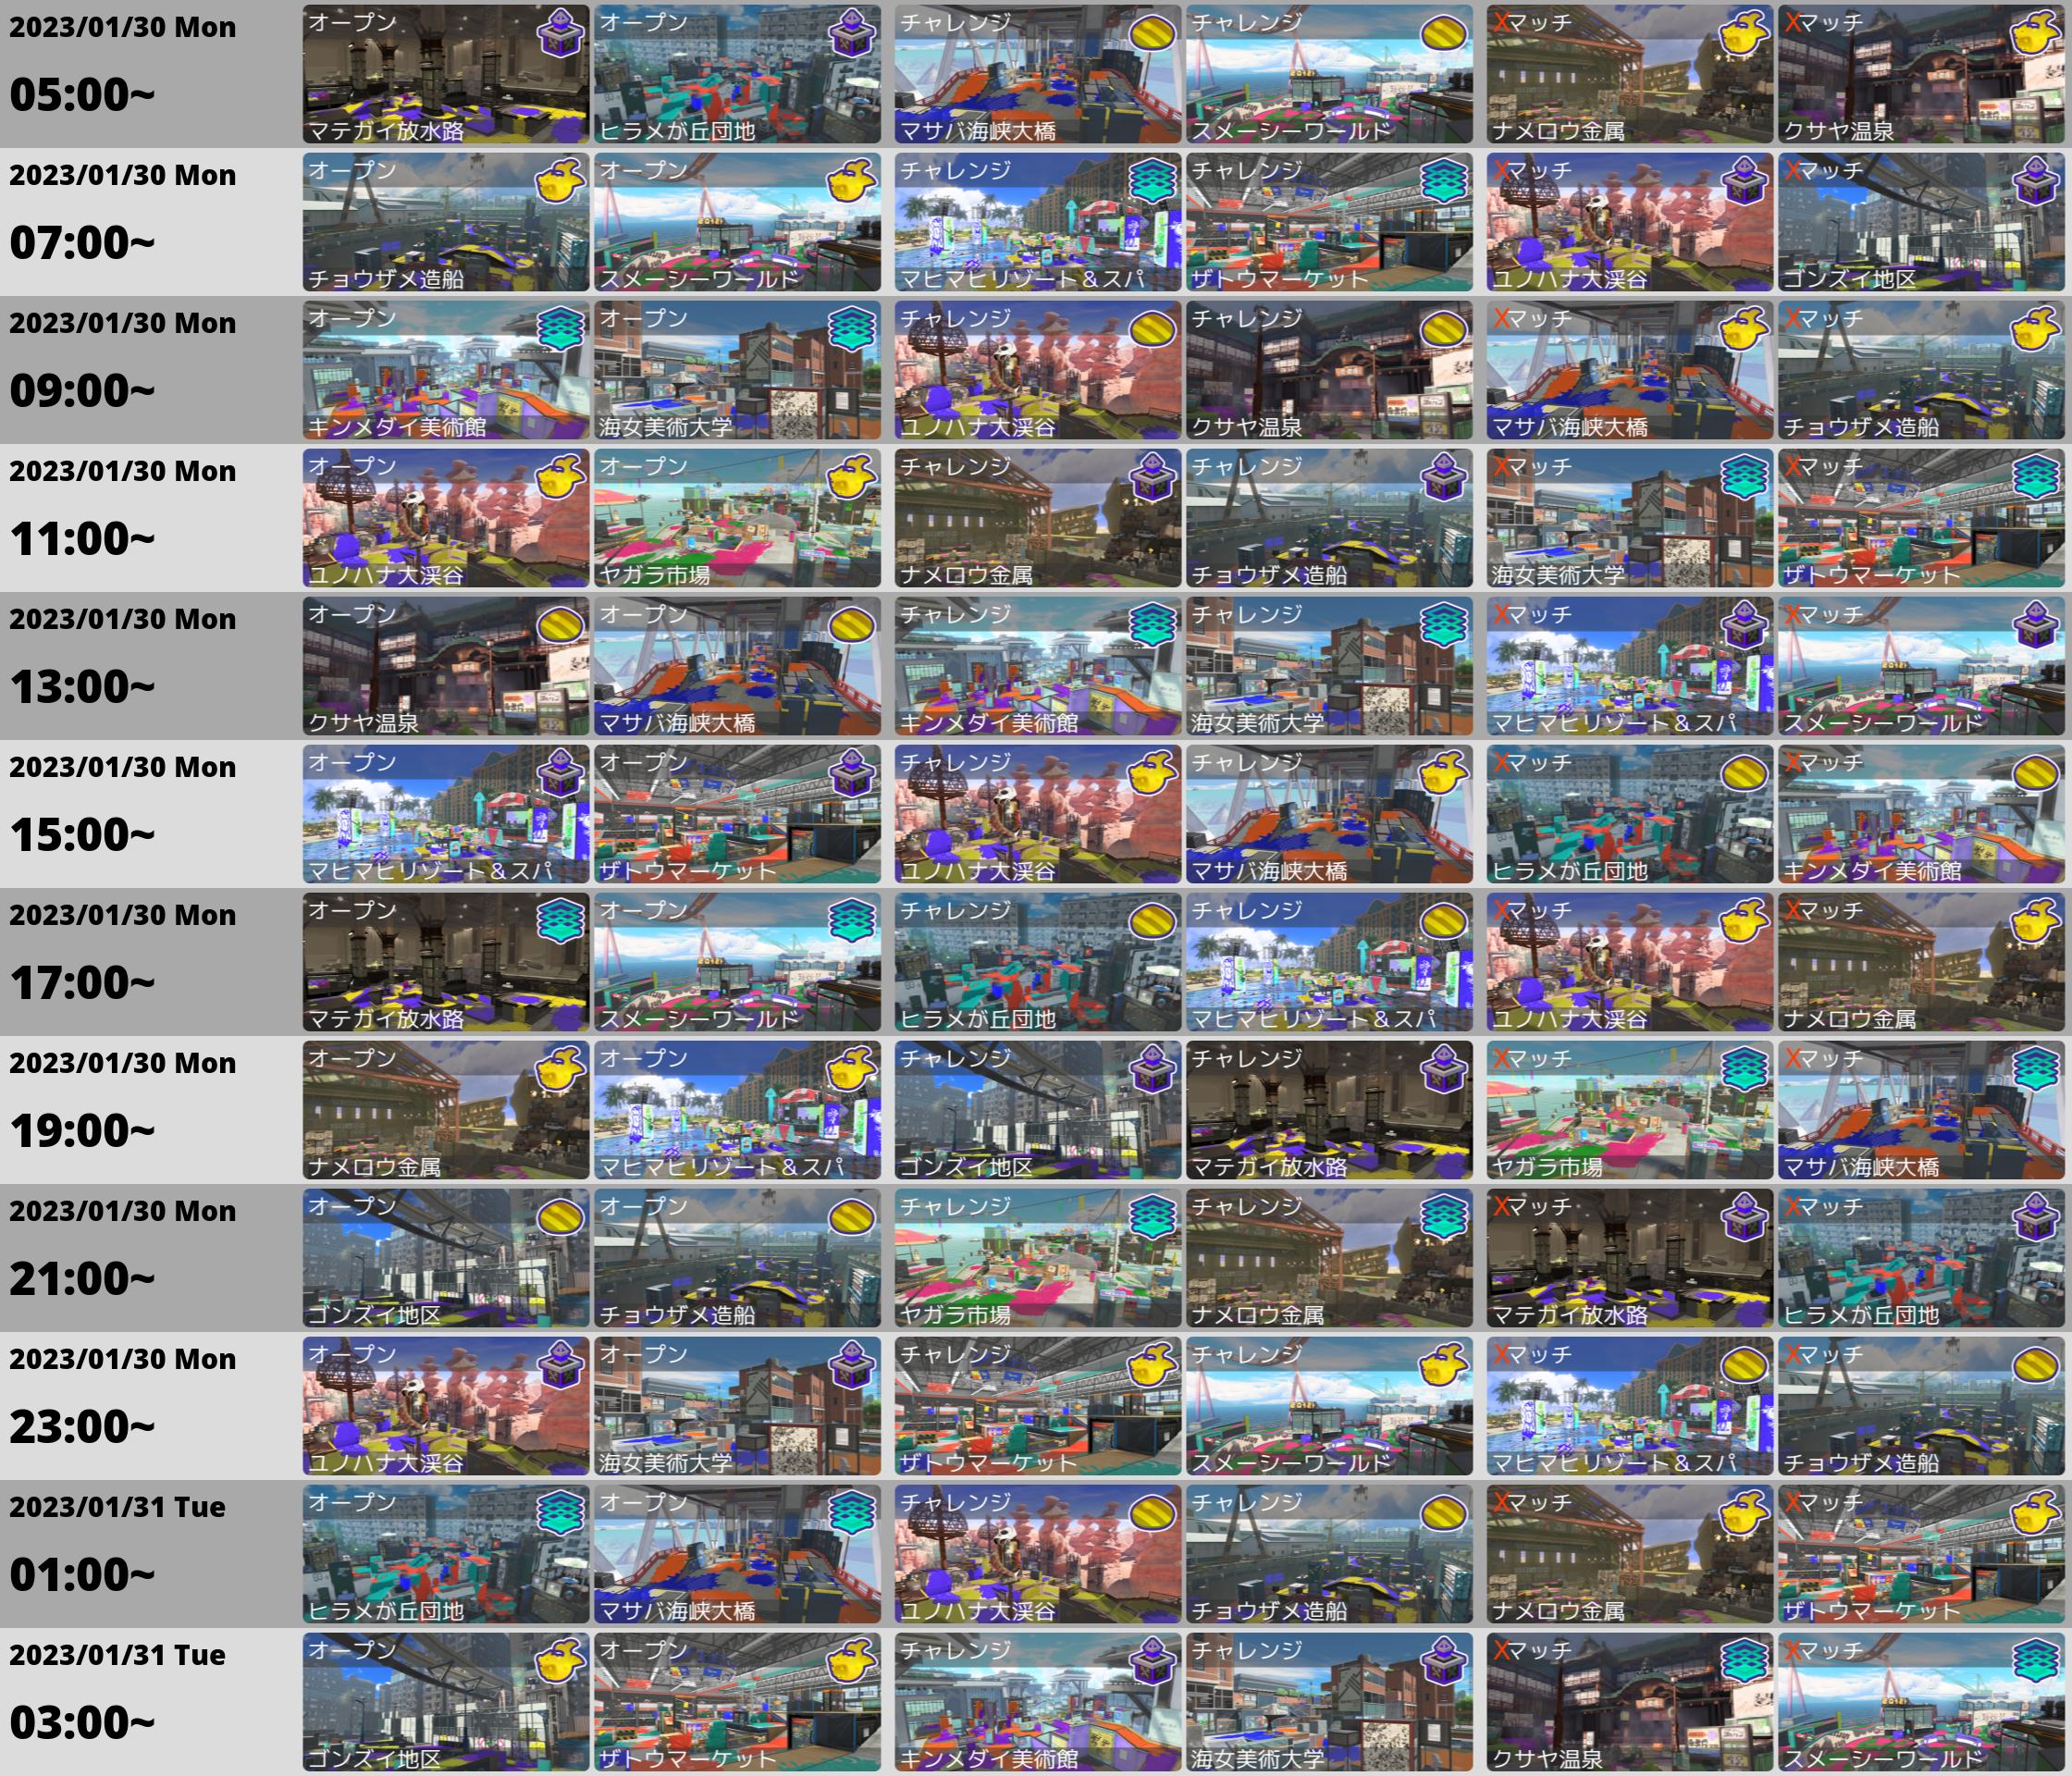 2023/01/30 Mon
05:00~
オープン
マテガイ放水路
オープン
ヒラメが丘団地
チャレンジ
マサバ海峡大橋
チャレンジ
スメーシーワールド
Xマッチ
ナメロウ金属
Xマッチ
クサヤ温泉
2023/01/30 Mon
07:00~
オープン
チョウザメ造船
オープン
スメーシーワールド
チャレンジ
マヒマヒリゾート&スパ
チャレンジ
ザトウマーケット
Xマッチ
ユノハナ大渓谷
Xマッチ
ゴンズイ地区
2023/01/30 Mon
09:00~
オープン
キンメダイ美術館
オープン
海女美術大学
チャレンジ
ユノハナ大渓谷
チャレンジ
クサヤ温泉
Xマッチ
マサバ海峡大橋
Xマッチ
チョウザメ造船
2023/01/30 Mon
11:00~
オープン
ユノハナ大渓谷
オープン
ヤガラ市場
チャレンジ
ナメロウ金属
チャレンジ
チョウザメ造船
Xマッチ
海女美術大学
Xマッチ
ザトウマーケット
2023/01/30 Mon
13:00~
オープン
クサヤ温泉
オープン
マサバ海峡大橋
チャレンジ
キンメダイ美術館
チャレンジ
海女美術大学
Xマッチ
マヒマヒリゾート&スパ
Xマッチ
スメーシーワールド
2023/01/30 Mon
15:00~
オープン
マヒマヒリゾート&スパ
オープン
ザトウマーケット
チャレンジ
ユノハナ大渓谷
チャレンジ
マサバ海峡大橋
Xマッチ
ヒラメが丘団地
Xマッチ
キンメダイ美術館
2023/01/30 Mon
17:00~
オープン
マテガイ放水路
オープン
スメーシーワールド
チャレンジ
ヒラメが丘団地
チャレンジ
マヒマヒリゾート&スパ
Xマッチ
ユノハナ大渓谷
Xマッチ
ナメロウ金属
2023/01/30 Mon
19:00~
オープン
ナメロウ金属
オープン
マヒマヒリゾート&スパ
チャレンジ
ゴンズイ地区
チャレンジ
マテガイ放水路
Xマッチ
ヤガラ市場
Xマッチ
マサバ海峡大橋
2023/01/30 Mon
21:00~
オープン
ゴンズイ地区
オープン
チョウザメ造船
チャレンジ
ヤガラ市場
チャレンジ
ナメロウ金属
Xマッチ
マテガイ放水路
Xマッチ
ヒラメが丘団地
2023/01/30 Mon
23:00~
オープン
ユノハナ大渓谷
オープン
海女美術大学
チャレンジ
ザトウマーケット
チャレンジ
スメーシーワールド
Xマッチ
マヒマヒリゾート&スパ
Xマッチ
チョウザメ造船
2023/01/31 Tue
01:00~
オープン
ヒラメが丘団地
オープン
マサバ海峡大橋
チャレンジ
ユノハナ大渓谷
チャレンジ
チョウザメ造船
Xマッチ
ナメロウ金属
Xマッチ
ザトウマーケット
2023/01/31 Tue
03:00~
オープン
ゴンズイ地区
オープン
ザトウマーケット
チャレンジ
キンメダイ美術館
チャレンジ
海女美術大学
Xマッチ
クサヤ温泉
Xマッチ
スメーシーワールド